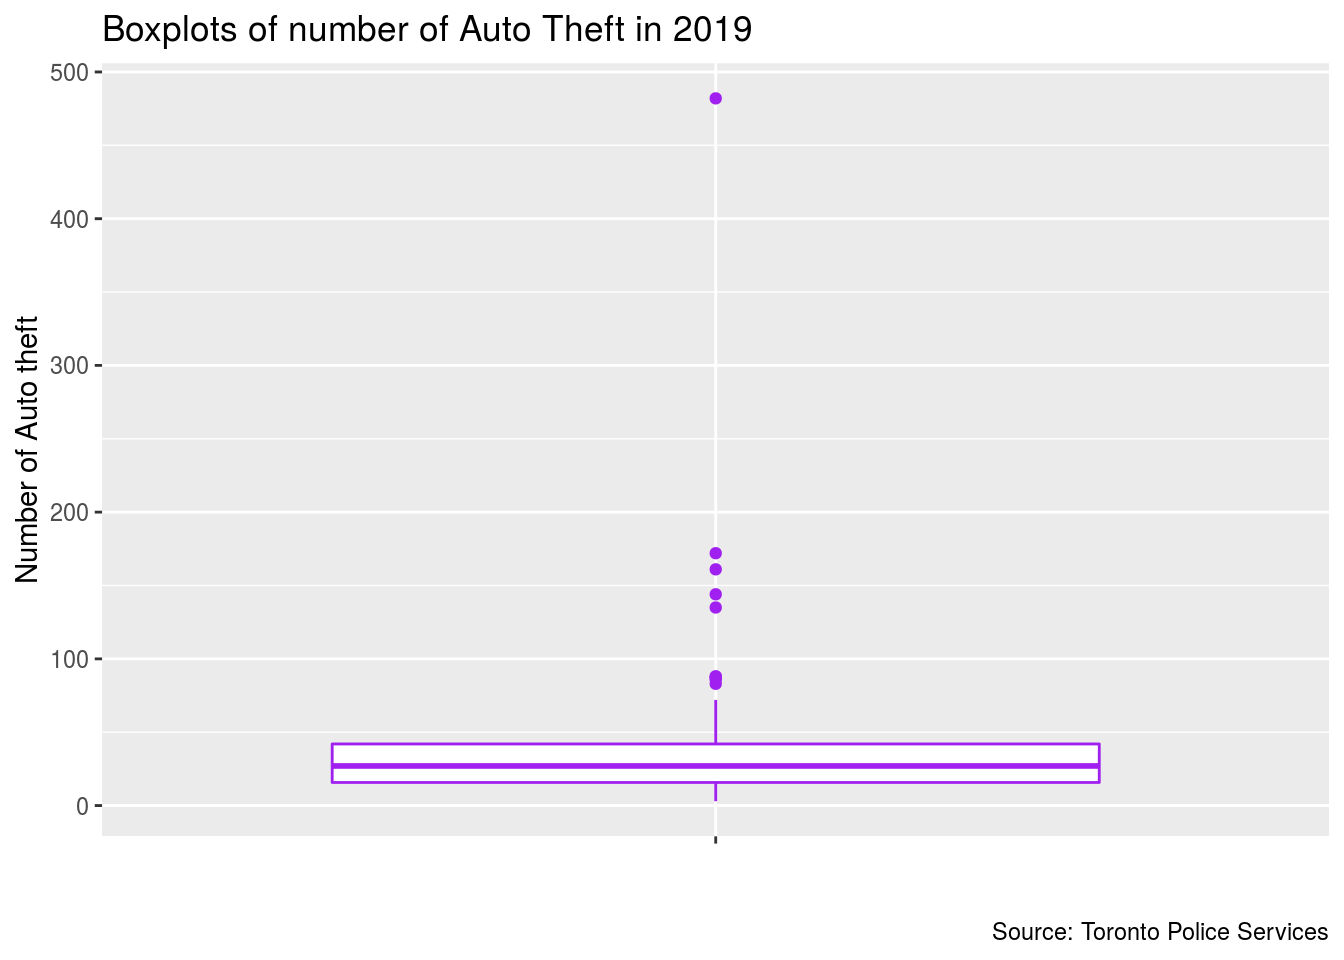 Boxplots of number of Auto Theft in 2019
Number of Auto theft
500
400
300
200
100
0
Source: Toronto Police Services